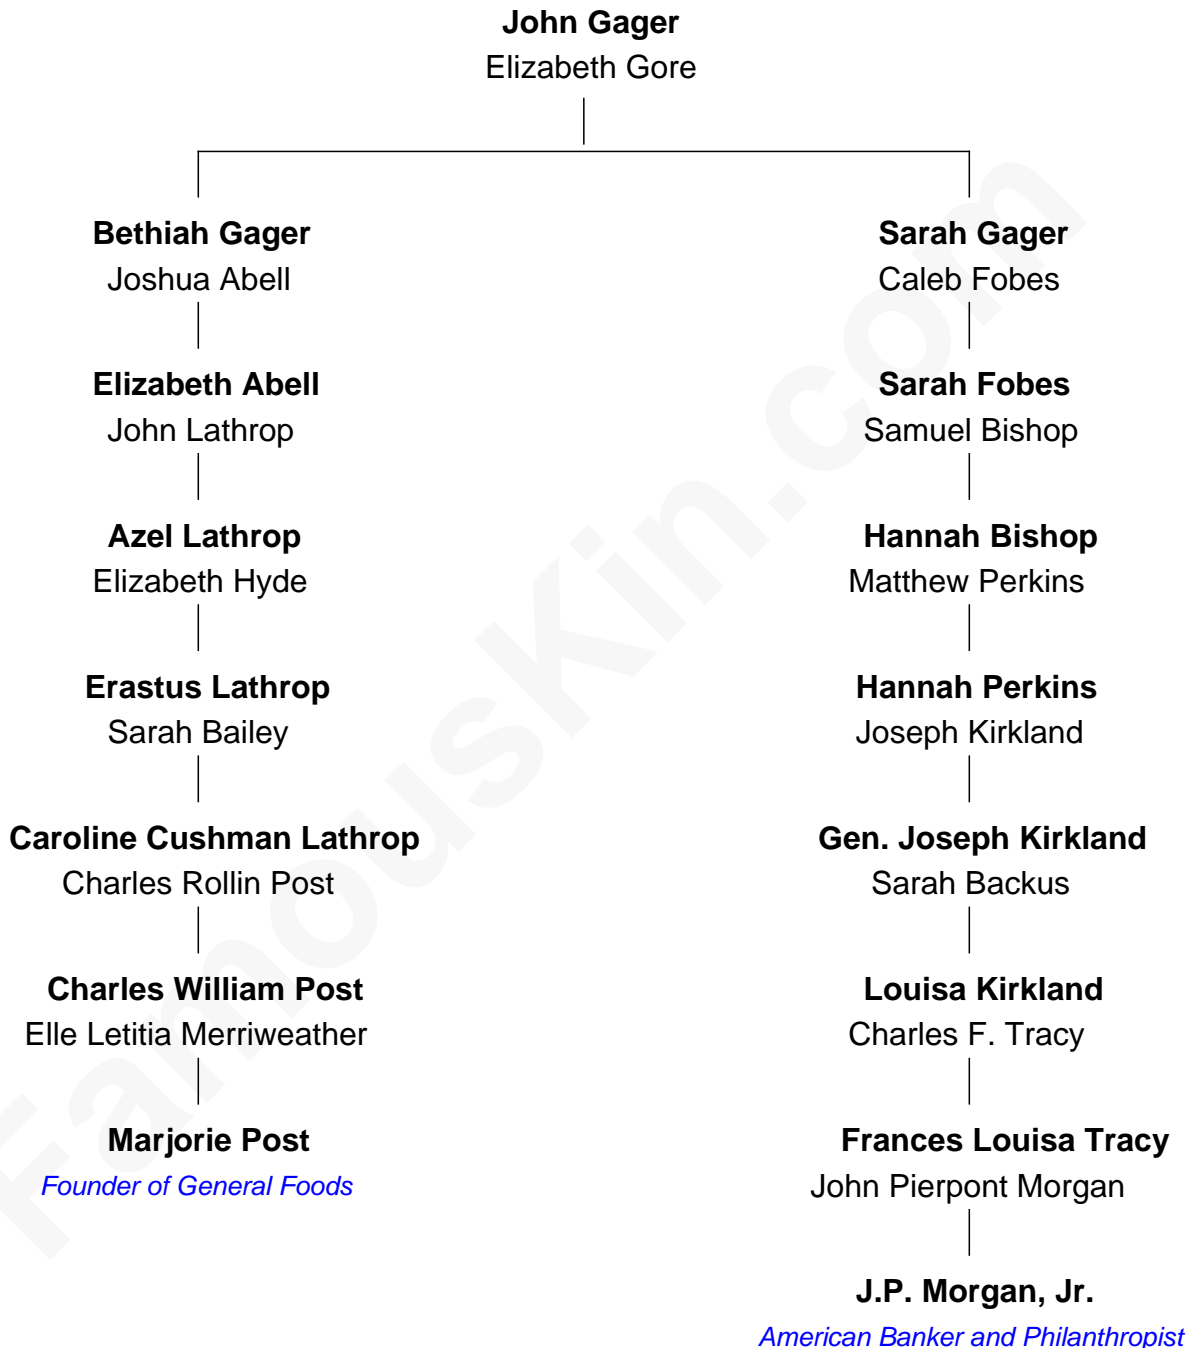 John Gager
Elizabeth Gore
Bethiah Gager
Joshua Abell
Elizabeth Abell
John Lathrop
Azel Lathrop
Elizabeth Hyde
Erastus Lathrop
Sarah Bailey
Caroline Cushman Lathrop
Charles Rollin Post
Charles William Post
Elle Letitia Merriweather
Marjorie Post
Founder of General Foods
Sarah Gager
Caleb Fobes
Sarah Fobes
Samuel Bishop
Hannah Bishop
Matthew Perkins
Hannah Perkins
Joseph Kirkland
Gen. Joseph Kirkland
Sarah Backus
Louisa Kirkland
Charles F. Tracy
Frances Louisa Tracy
John Pierpont Morgan
J.P. Morgan, Jr.
American Banker and Philanthropist
FamousKin.com